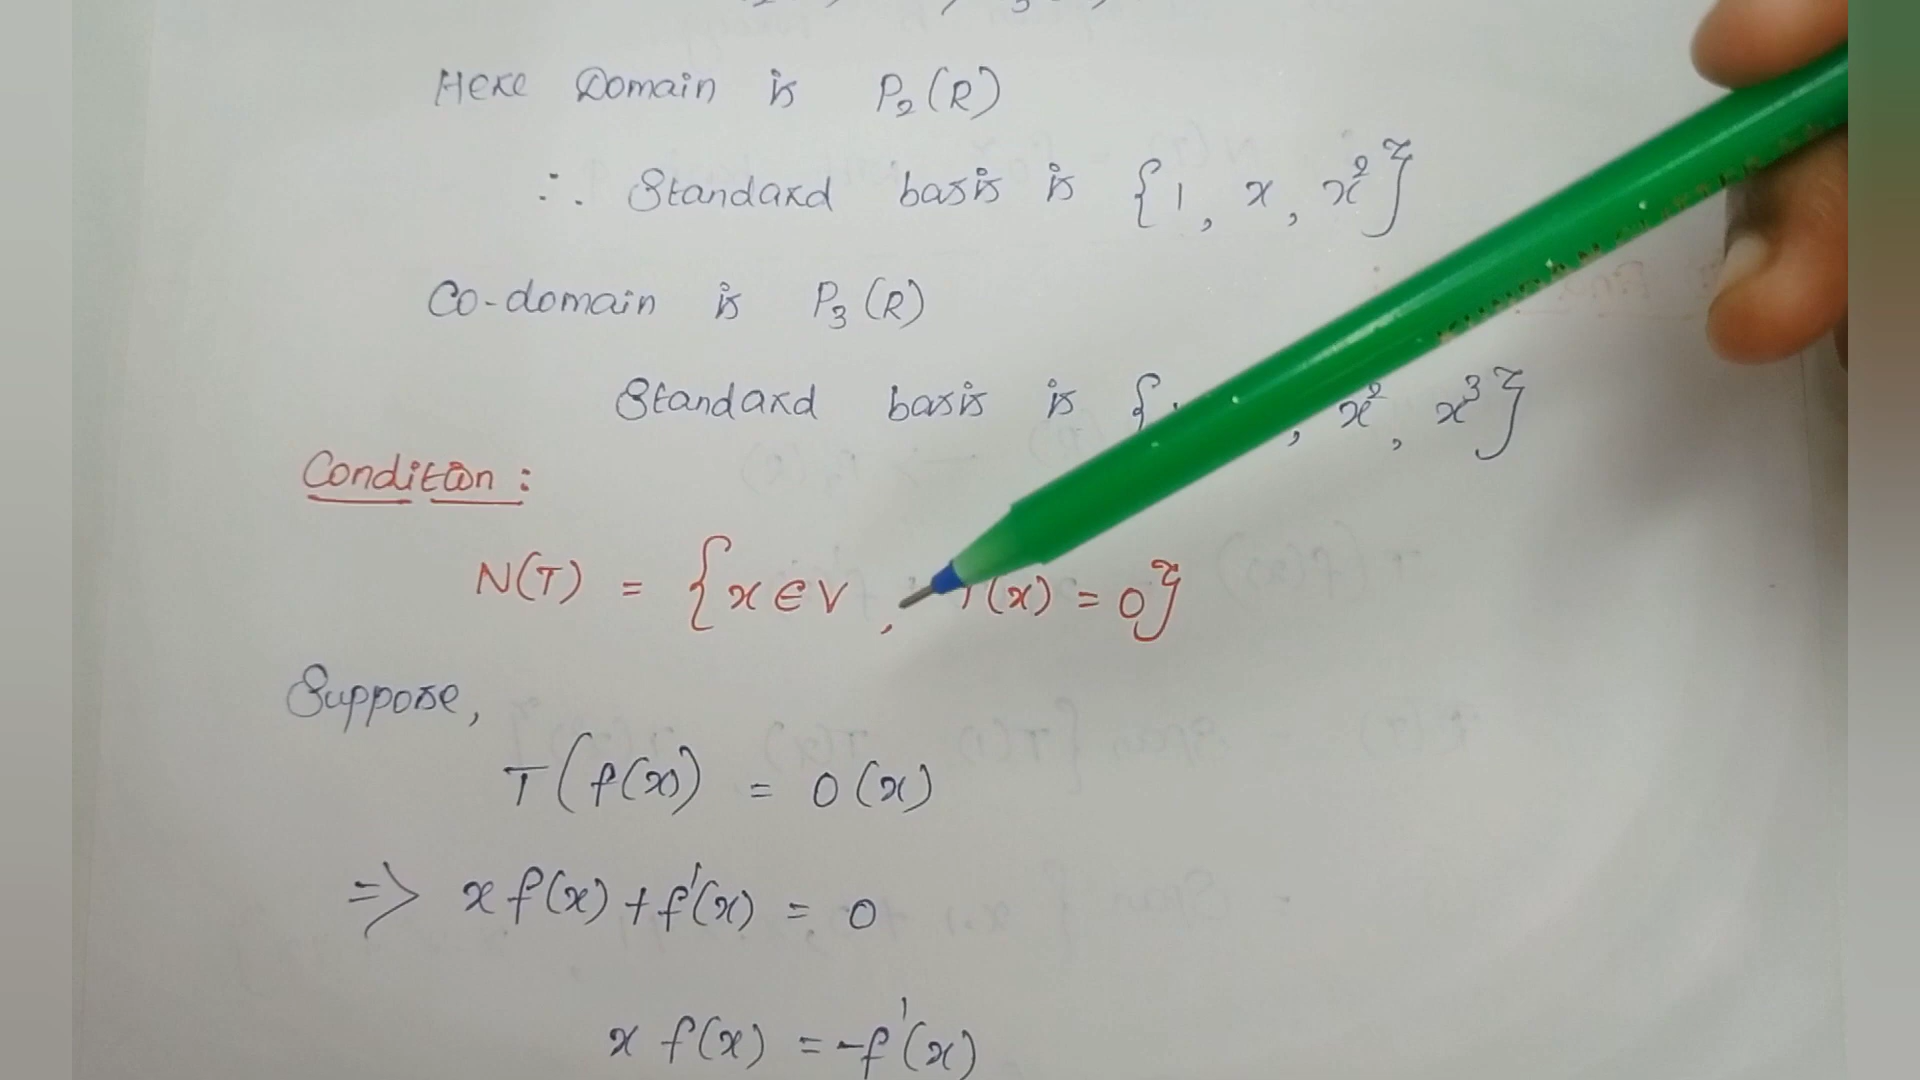 Here Domain is P₂(R)
∴ Standard basis is {1, x, x²}
Co-domain is P₃(R)
Standard basis is { , x², x³}
Condition:
N(T) = {x∈V, T(x) = 0}
Suppose,
T(f(x)) = 0(x)
=> x f(x) + f'(x) = 0
x f(x) = -f'(x)